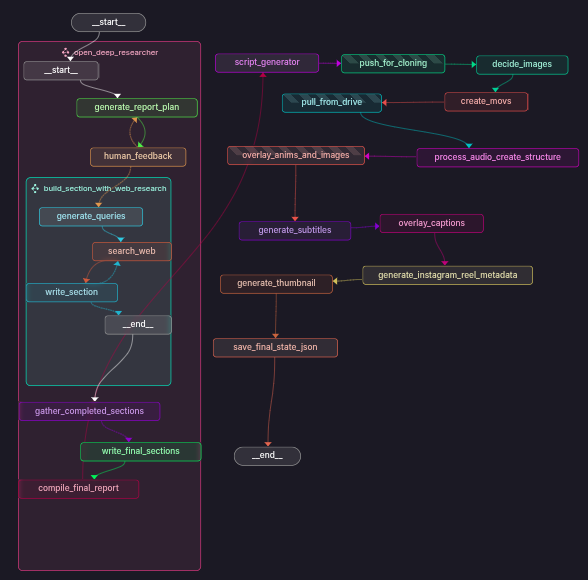 __start__
open_deep_researcher
__start__
generate_report_plan
human_feedback
build_section_with_web_research
generate_queries
search_web
write_section
__end__
gather_completed_sections
write_final_sections
compile_final_report
script_generator
push_for_cloning
decide_images
create_movs
pull_from_drive
process_audio_create_structure
overlay_anims_and_images
generate_subtitles
overlay_captions
generate_instagram_reel_metadata
generate_thumbnail
save_final_state_json
__end__